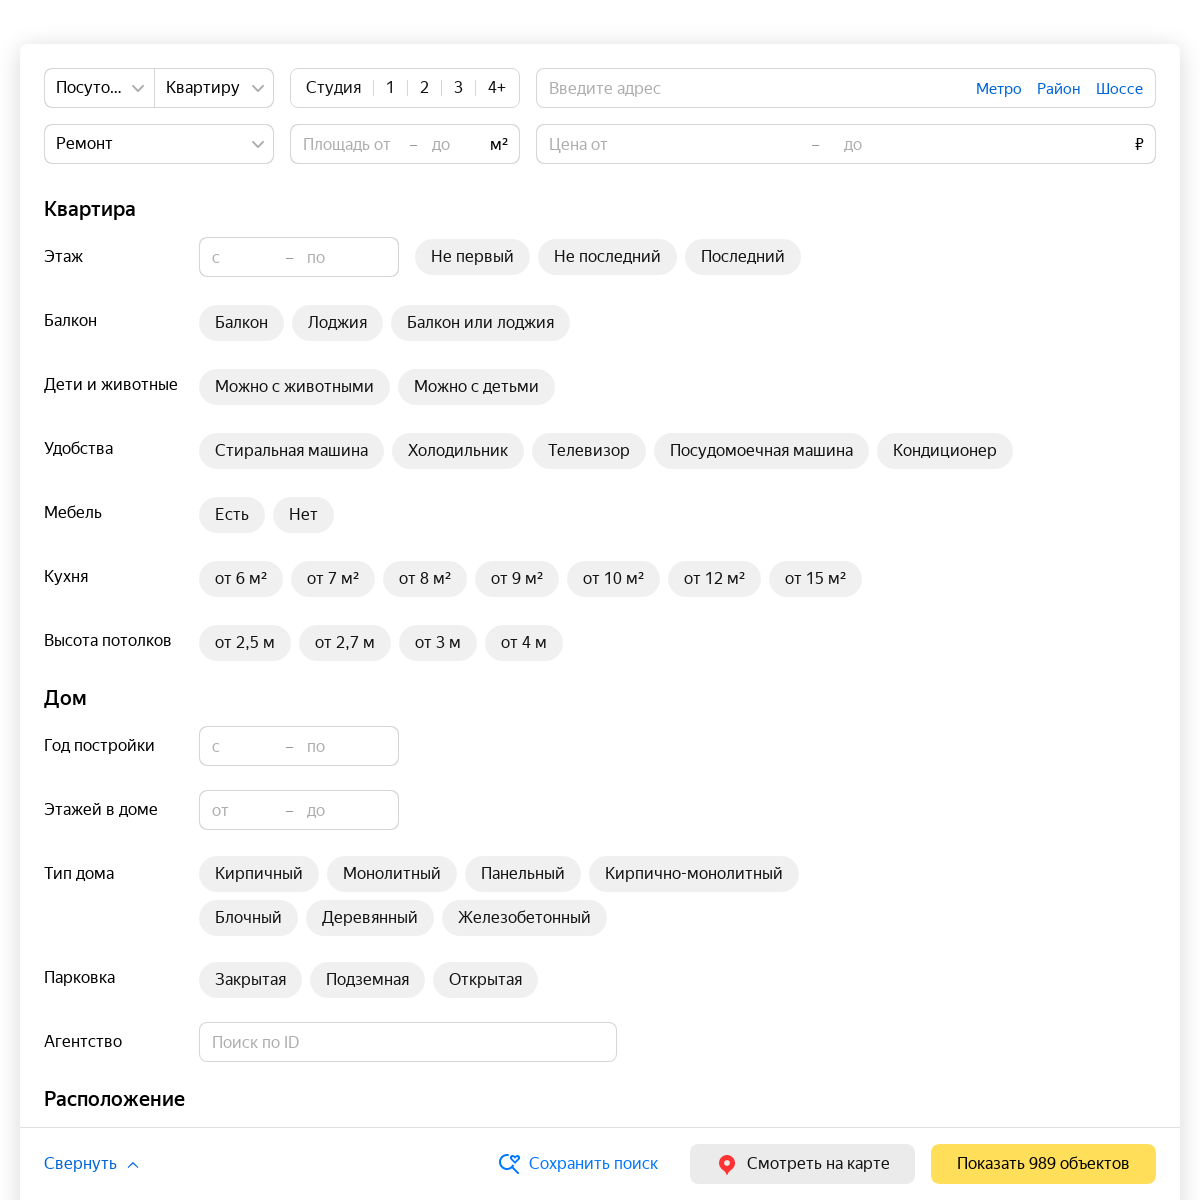 Посуто... Квартиру Студия 1 2 3 4+ Введите адрес Метро Район Шоссе
Ремонт Площадь от – до м² Цена от – до ₽
Квартира
Этаж с – по Не первый Не последний Последний
Балкон Балкон Лоджия Балкон или лоджия
Дети и животные Можно с животными Можно с детьми
Удобства Стиральная машина Холодильник Телевизор Посудомоечная машина Кондиционер
Мебель Есть Нет
Кухня от 6 м² от 7 м² от 8 м² от 9 м² от 10 м² от 12 м² от 15 м²
Высота потолков от 2,5 м от 2,7 м от 3 м от 4 м
Дом
Год постройки с – по
Этажей в доме от – до
Тип дома Кирпичный Монолитный Панельный Кирпично-монолитный
Блочный Деревянный Железобетонный
Парковка Закрытая Подземная Открытая
Агентство Поиск по ID
Расположение
Свернуть Сохранить поиск Смотреть на карте Показать 989 объектов